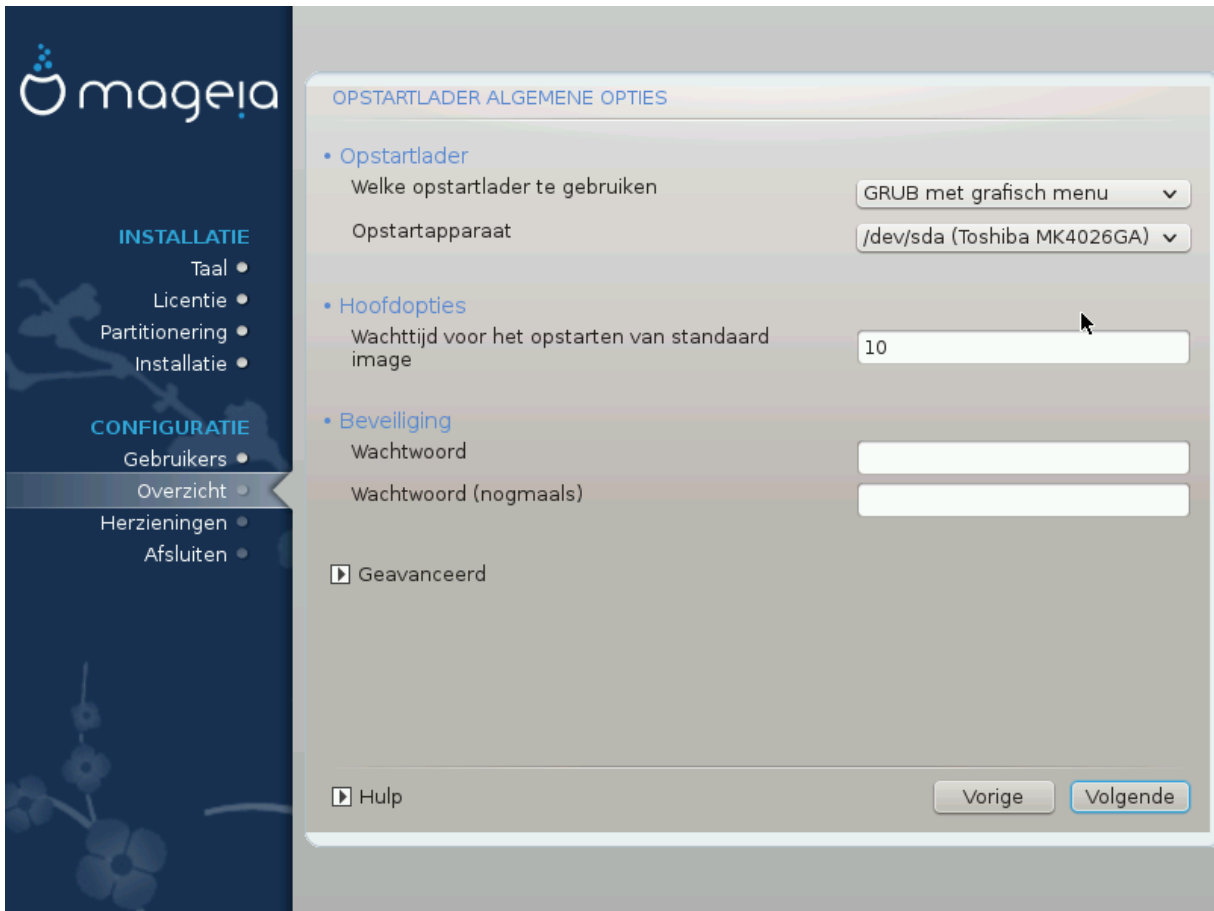 mageia
INSTALLATIE
Taal
Licentie
Partitionering
Installatie
CONFIGURATIE
Gebruikers
Overzicht
Herzieningen
Afsluiten
OPSTARTLADER ALGEMENE OPTIES
• Opstartlader
Welke opstartlader te gebruiken
GRUB met grafisch menu
Opstartapparaat
/dev/sda (Toshiba MK4026GA)
• Hoofdopties
Wachttijd voor het opstarten van standaard
image
10
• Beveiliging
Wachtwoord
Wachtwoord (nogmaals)
Geavanceerd
Hulp
Vorige
Volgende